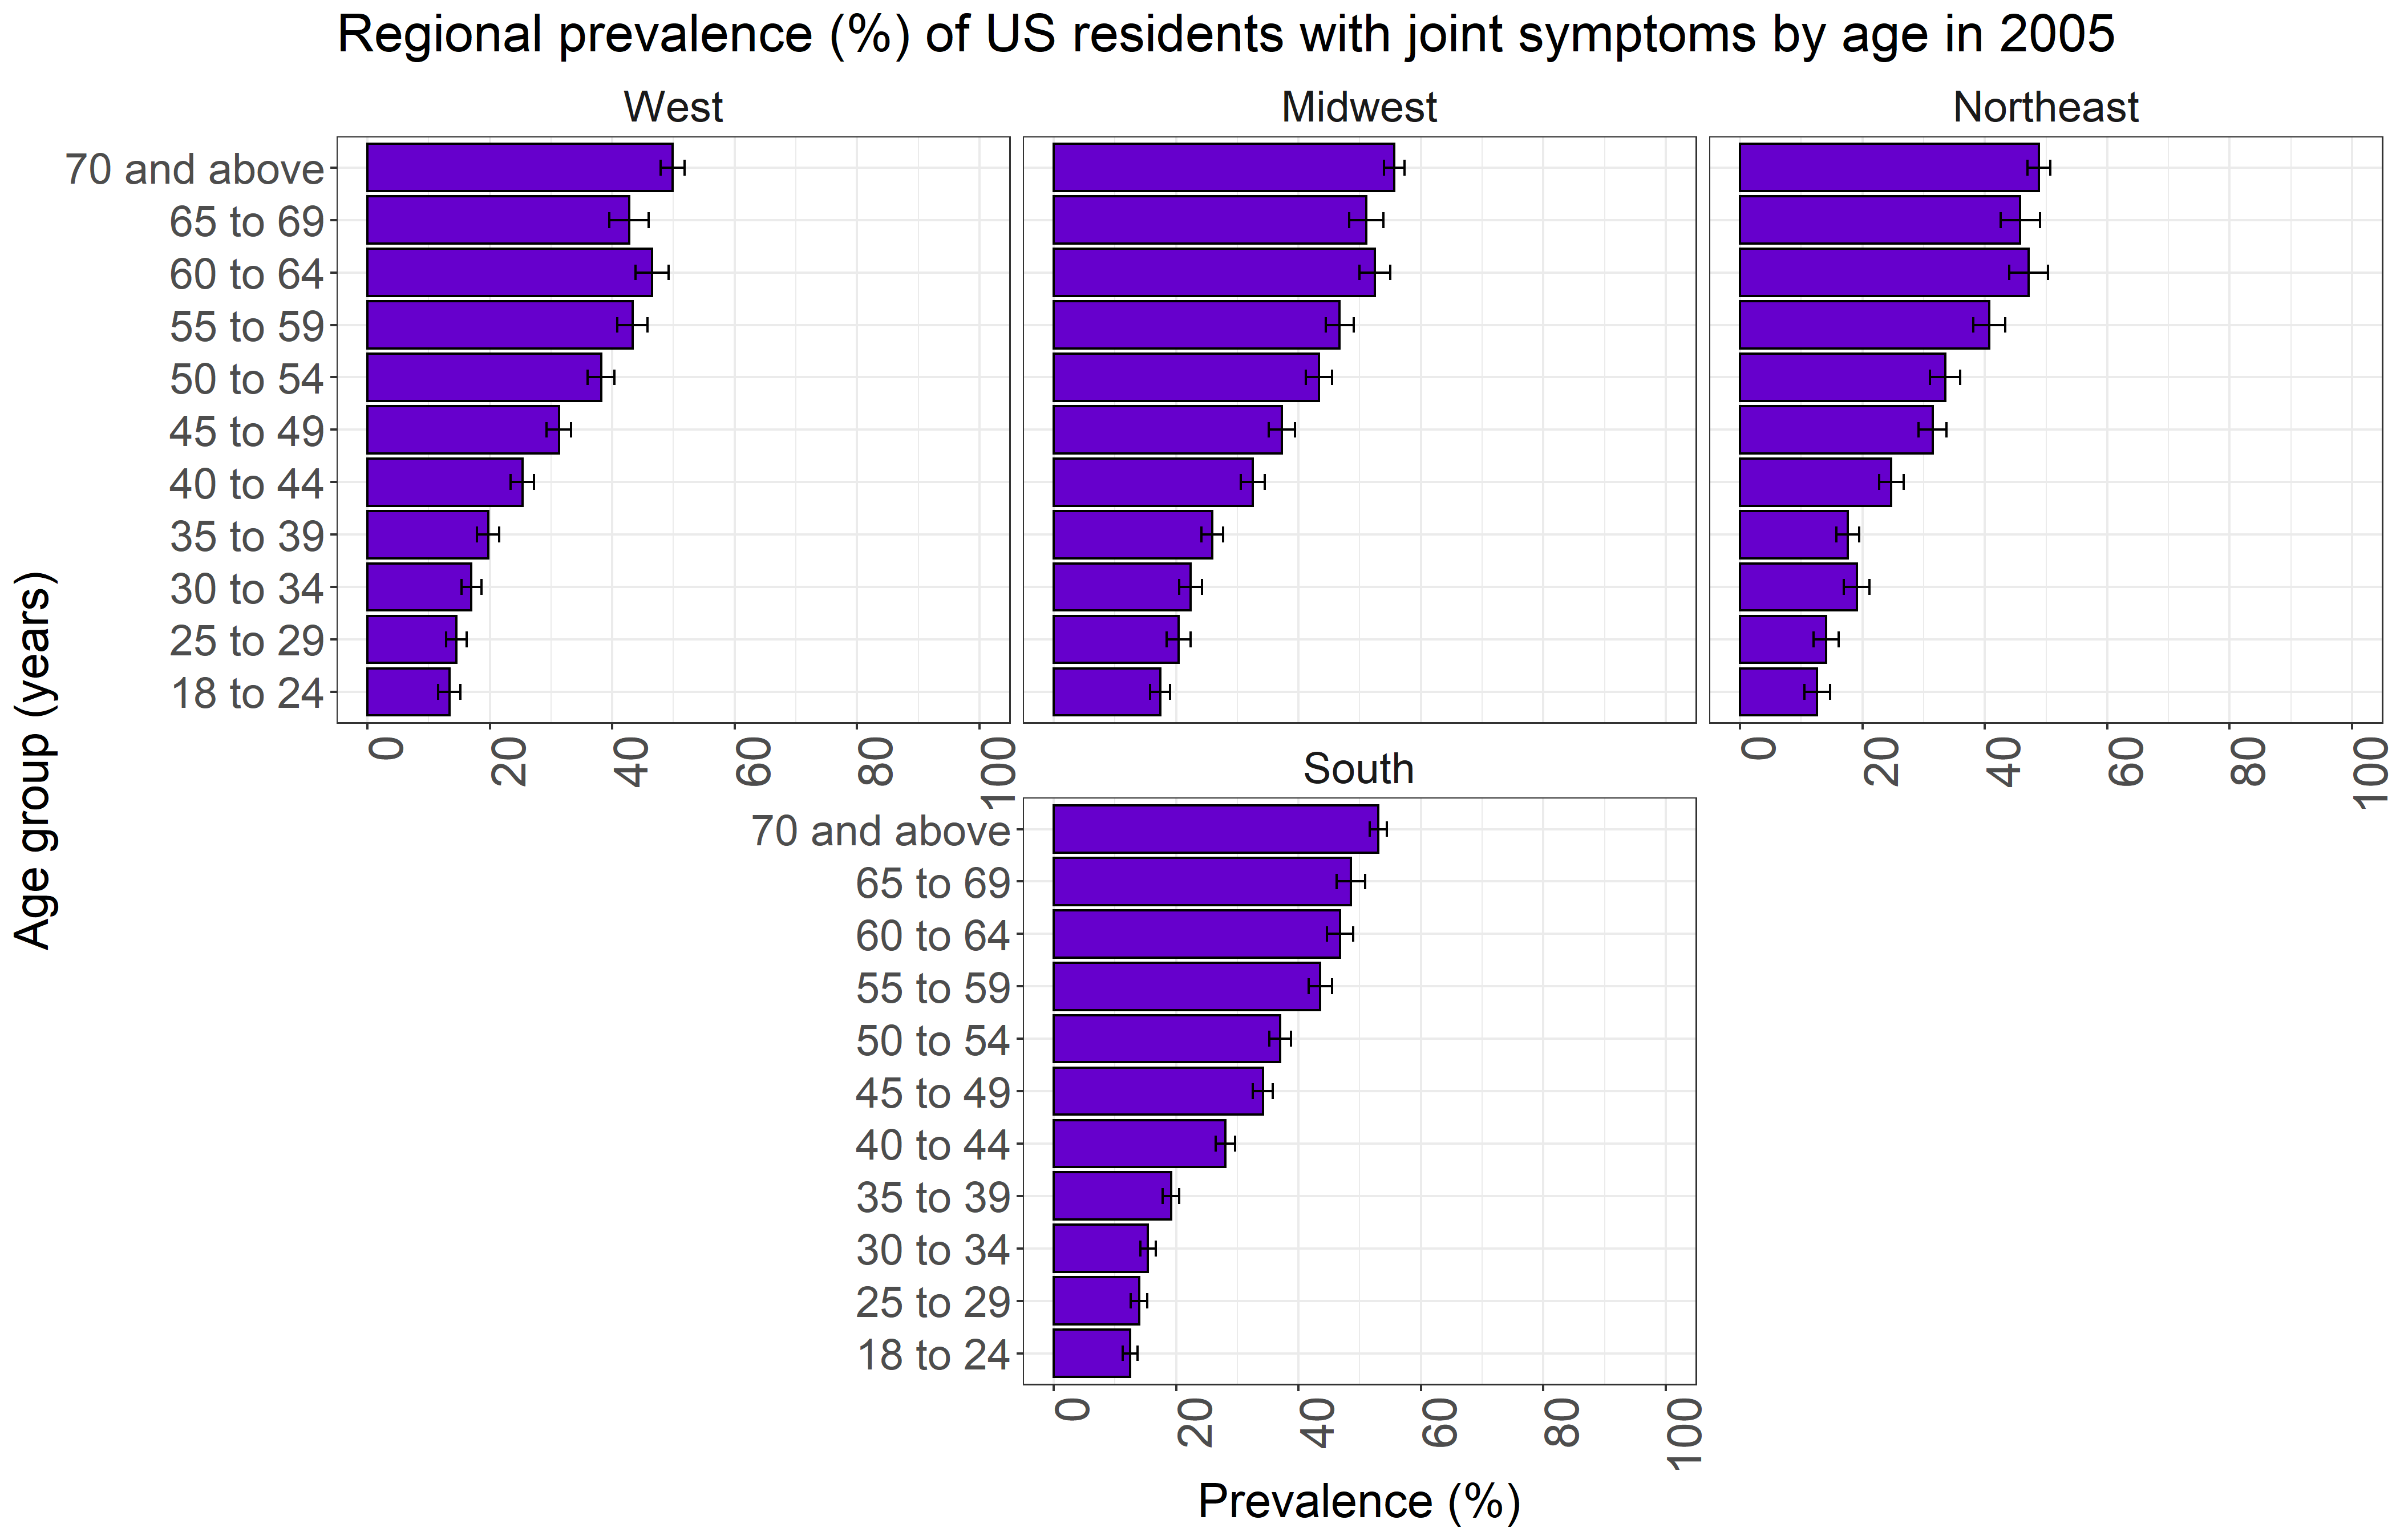 Regional prevalence (%) of US residents with joint symptoms by age in 2005
West
Midwest
Northeast
Age group (years)
70 and above
65 to 69
60 to 64
55 to 59
50 to 54
45 to 49
40 to 44
35 to 39
30 to 34
25 to 29
18 to 24
0 20 40 60 80 100
0 20 40 60 80 100
South
70 and above
65 to 69
60 to 64
55 to 59
50 to 54
45 to 49
40 to 44
35 to 39
30 to 34
25 to 29
18 to 24
0 20 40 60 80 100
Prevalence (%)